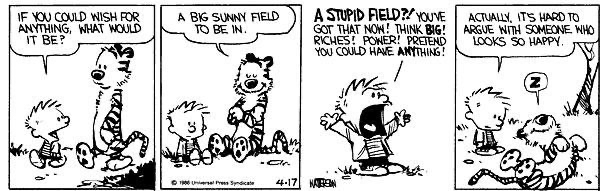 IF YOU COULD WISH FOR
ANYTHING, WHAT WOULD
IT BE?
A BIG SUNNY FIELD
TO BE IN.
© 1986 Universal Press Syndicate
4-17
A STUPID FIELD?! YOU'VE
GOT THAT NOW! THINK BIG!
RICHES! POWER! PRETEND
YOU COULD HAVE ANYTHING!
WATTERSON
ACTUALLY, IT'S HARD TO
ARGUE WITH SOMEONE WHO
LOOKS SO HAPPY.
Z